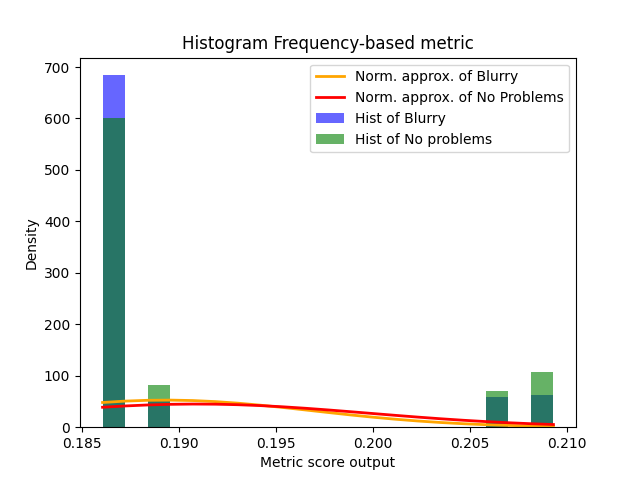 Histogram Frequency-based metric
Norm. approx. of Blurry
Norm. approx. of No Problems
Hist of Blurry
Hist of No problems
Density
700
600
500
400
300
200
100
0
0.185
0.190
0.195
0.200
0.205
0.210
Metric score output